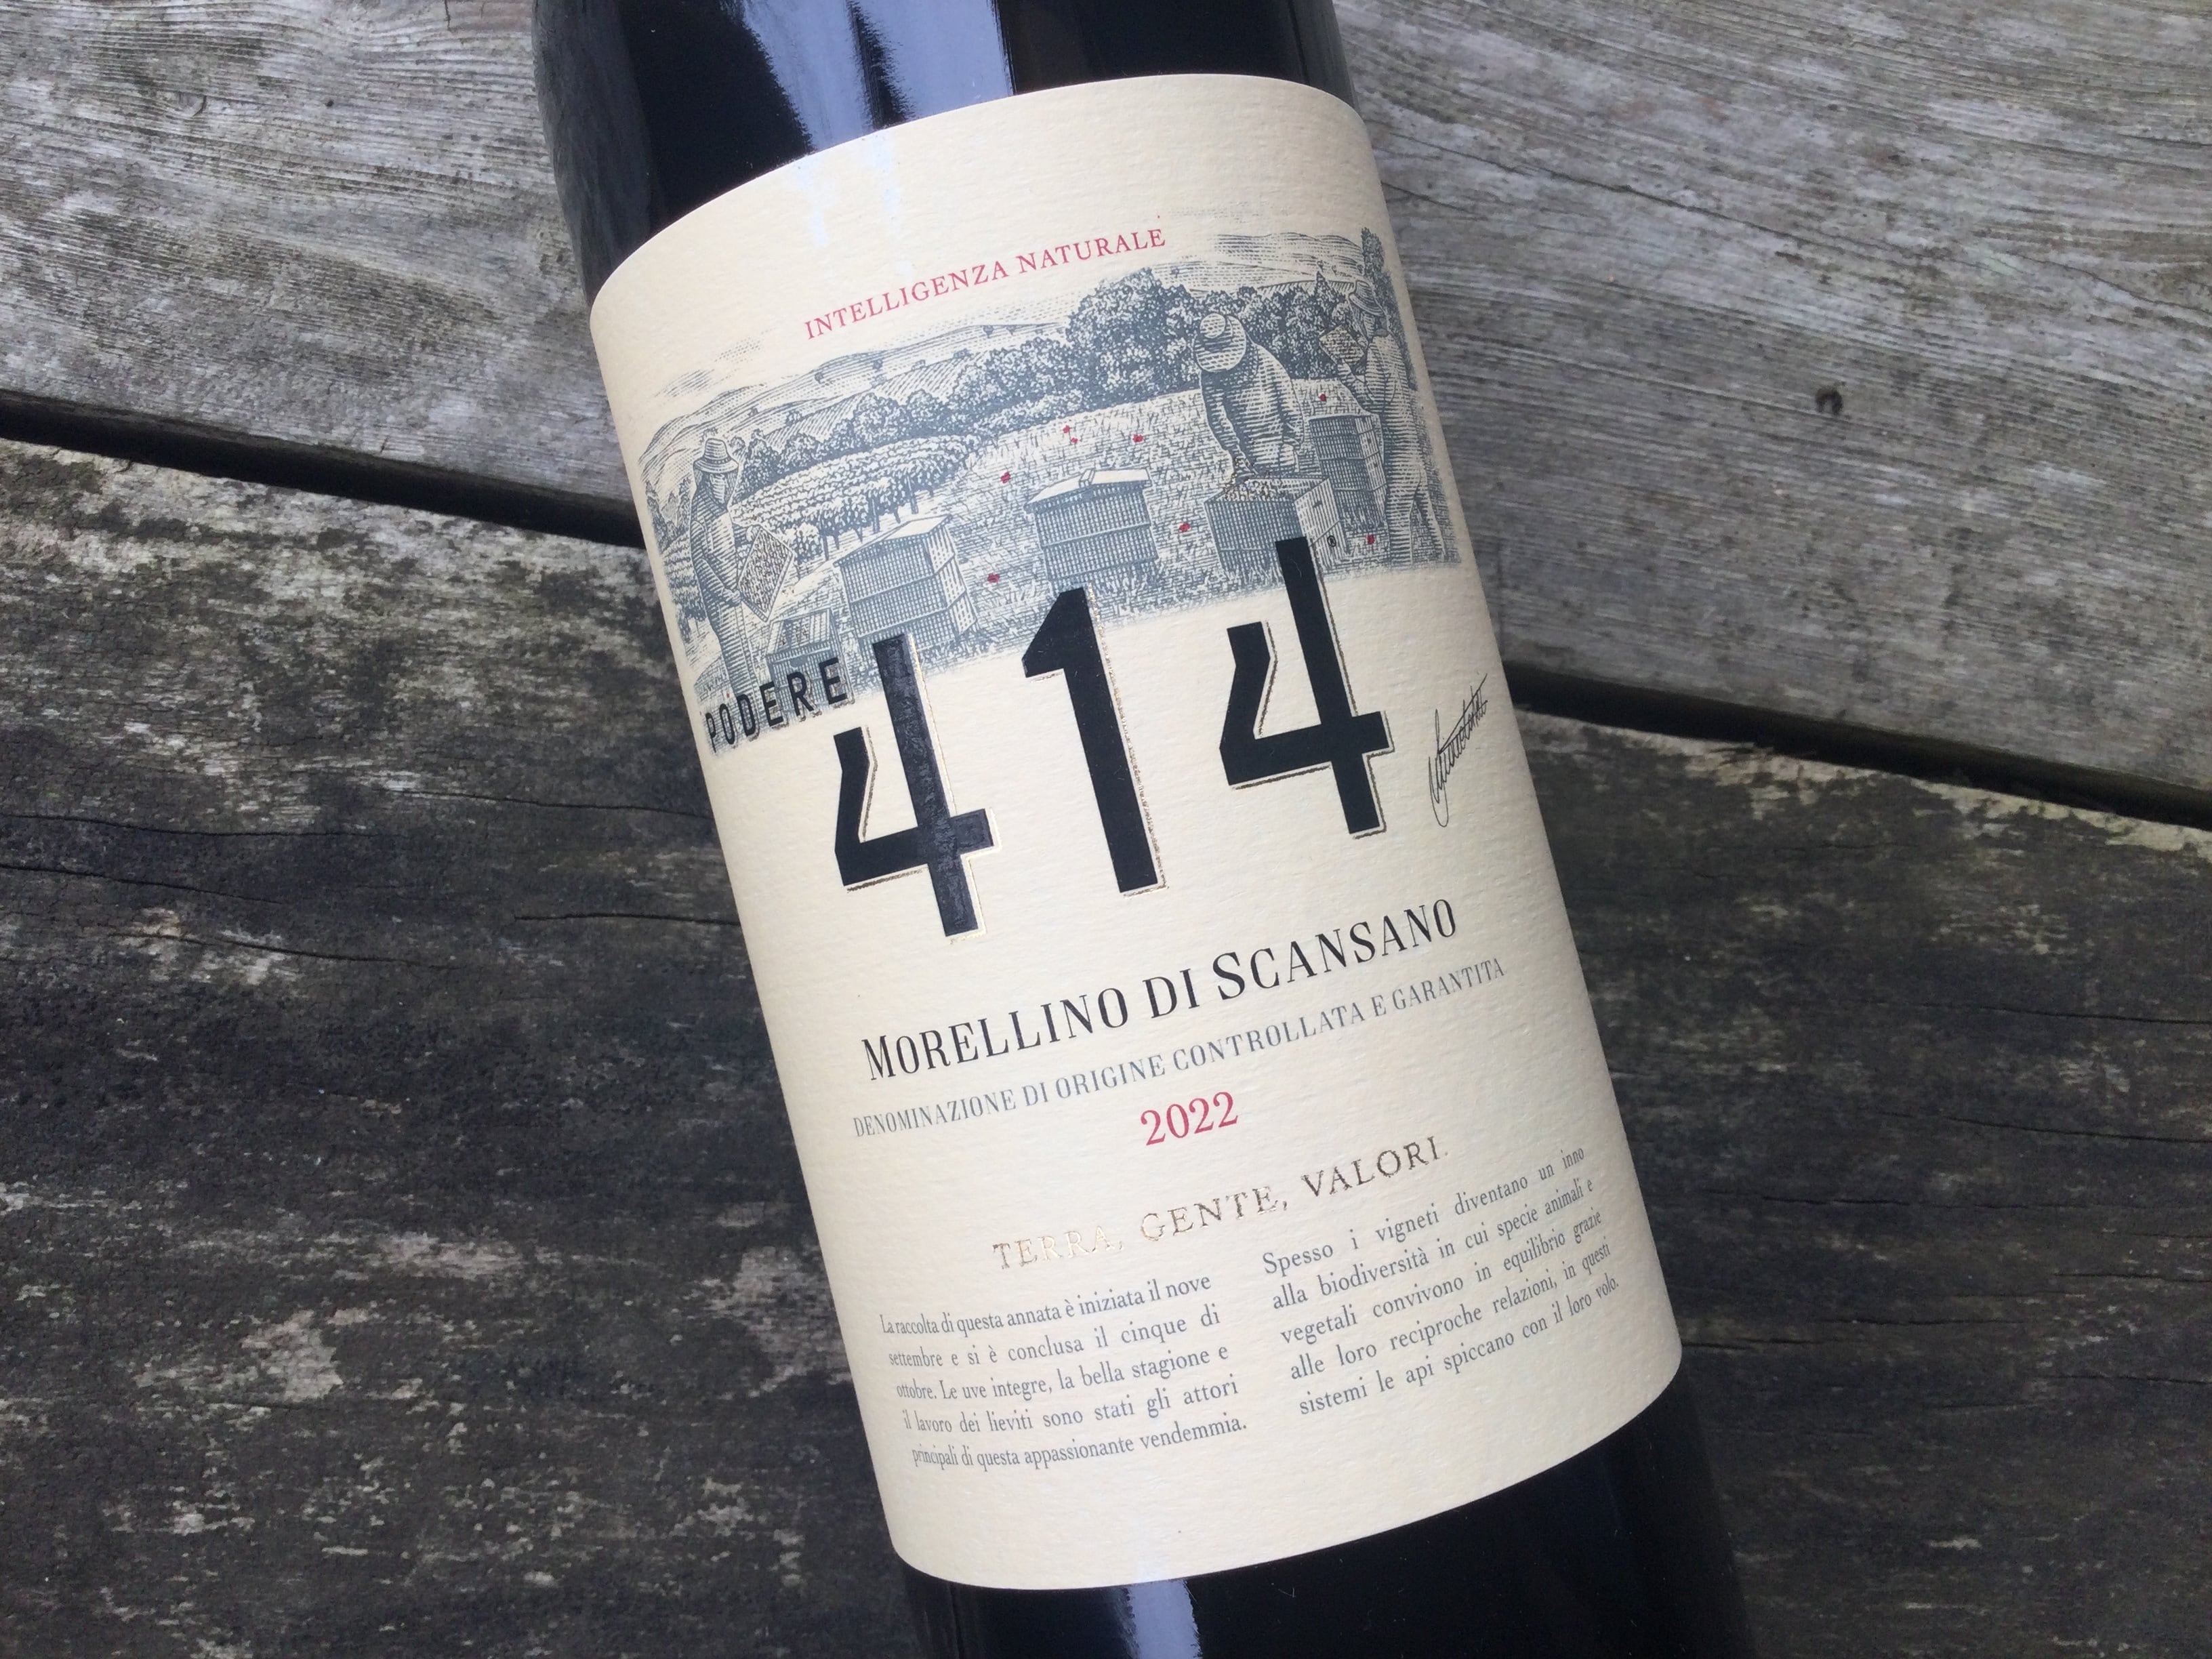 INTELLIGENZA NATURALE
PODERE
414
MORELLINO DI SCANSANO
DENOMINAZIONE DI ORIGINE CONTROLLATA E GARANTITA
2022
TERRA, GENTE, VALORI.
La raccolta di questa annata è iniziata il nove
settembre e si è conclusa il cinque di
ottobre. Le uve integre, la bella stagione e
il lavoro dei lieviti sono stati gli attori
principali di questa appassionante vendemmia.
Spesso i vigneti diventano un inno
alla biodiversità in cui specie animali e
vegetali convivono in equilibrio grazie
alle loro reciproche relazioni, in questi
sistemi le api spiccano con il loro volo.